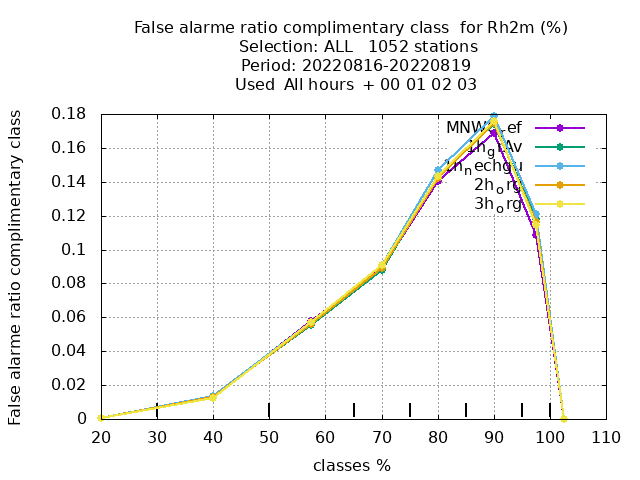 False alarme ratio complimentary class  for Rh2m (%)
Selection: ALL   1052 stations
Period: 20220816-20220819
Used  All hours  + 00 01 02 03
False alarme ratio complimentary class
0.18
0.16
0.14
0.12
0.1
0.08
0.06
0.04
0.02
0
20 30 40 50 60 70 80 90 100 110
classes %
2h_org
3h_org